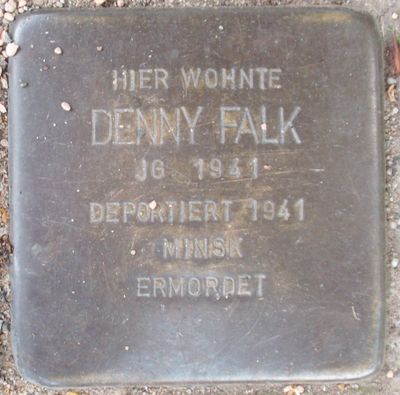 HIER WOHNTE
DENNY FALK
JG. 1941
DEPORTIERT 1941
MINSK
ERMORDET